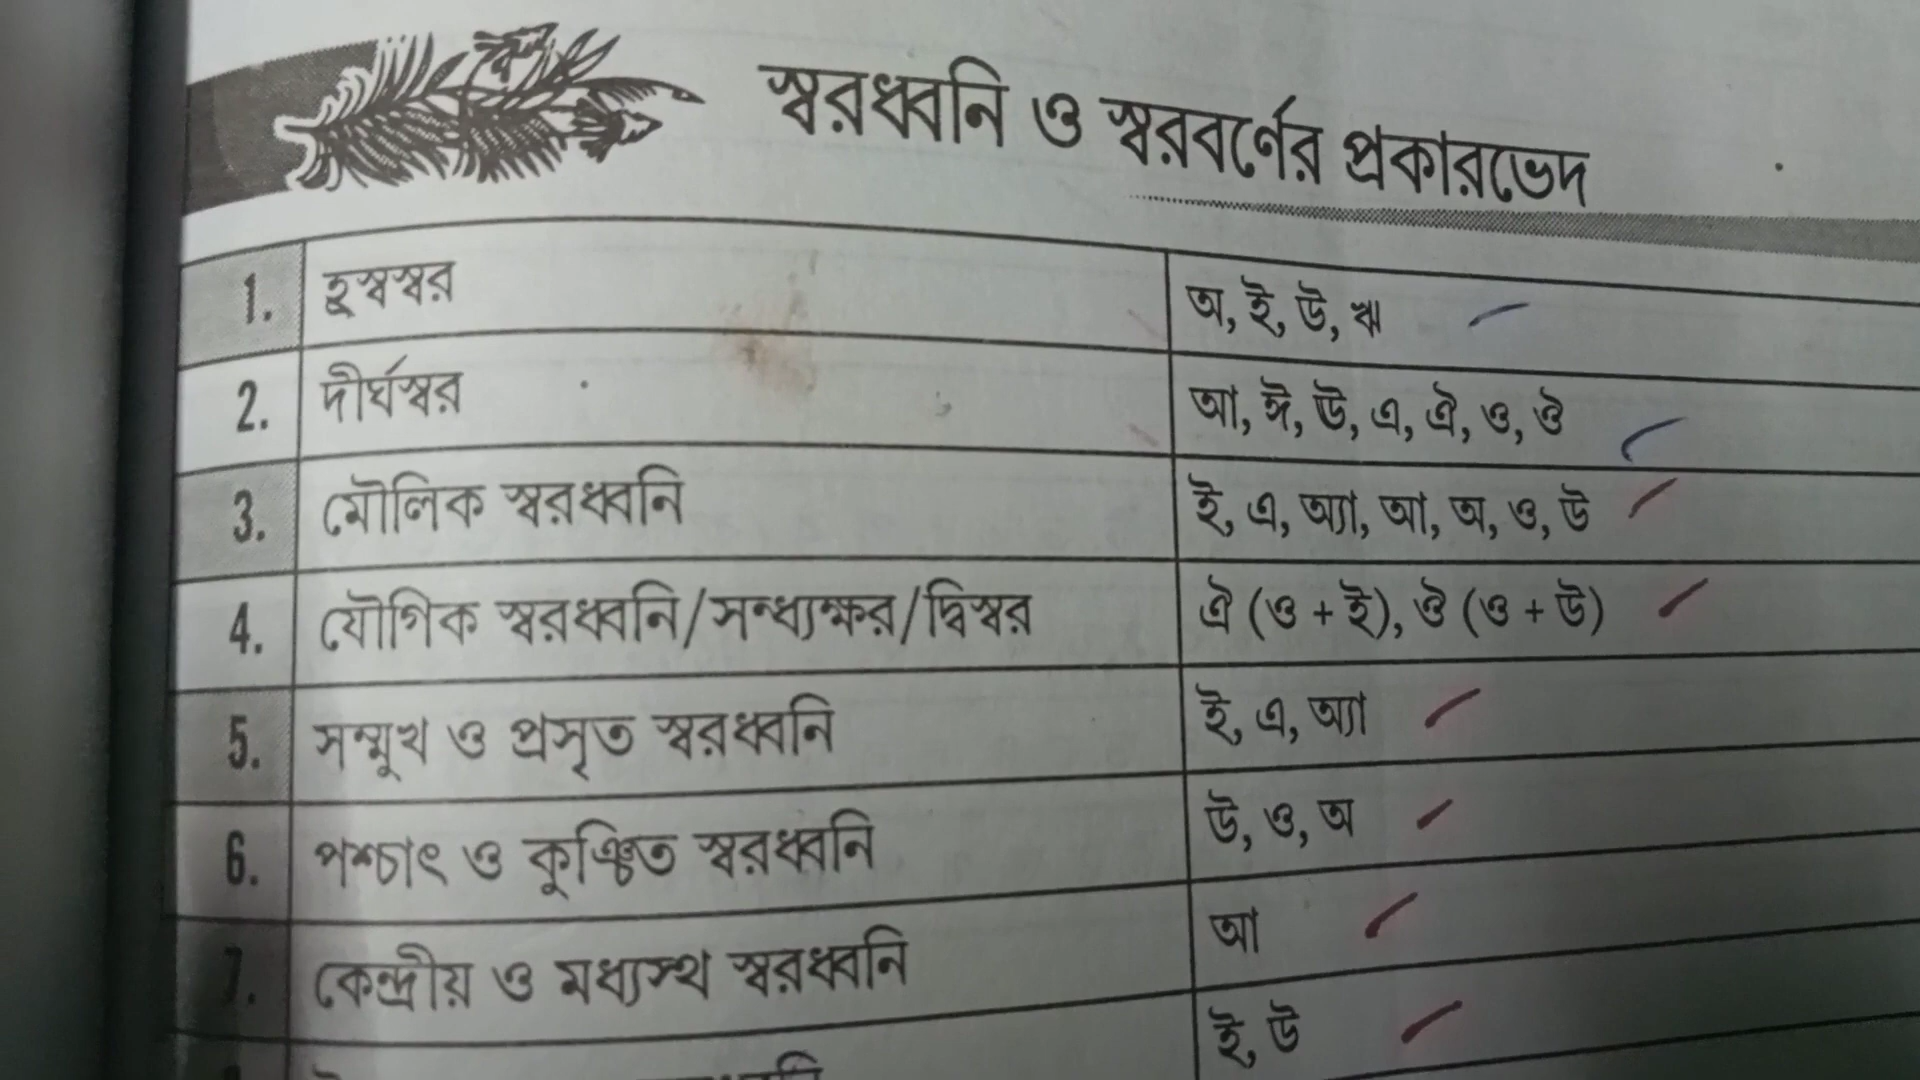 স্বরধ্বনি ও স্বরবর্ণের প্রকারভেদ
1. হ্রস্বস্বর অ, ই, উ, ঋ
2. দীর্ঘস্বর আ, ঈ, ঊ, এ, ঐ, ও, ঔ
3. মৌলিক স্বরধ্বনি ই, এ, অ্যা, আ, অ, ও, উ
4. যৌগিক স্বরধ্বনি/সন্ধ্যক্ষর/দ্বিস্বর ঐ (ও + ই), ঔ (ও + উ)
5. সম্মুখ ও প্রসৃত স্বরধ্বনি ই, এ, অ্যা
6. পশ্চাৎ ও কুঞ্চিত স্বরধ্বনি উ, ও, অ
7. কেন্দ্রীয় ও মধ্যস্থ স্বরধ্বনি আ
ই, উ